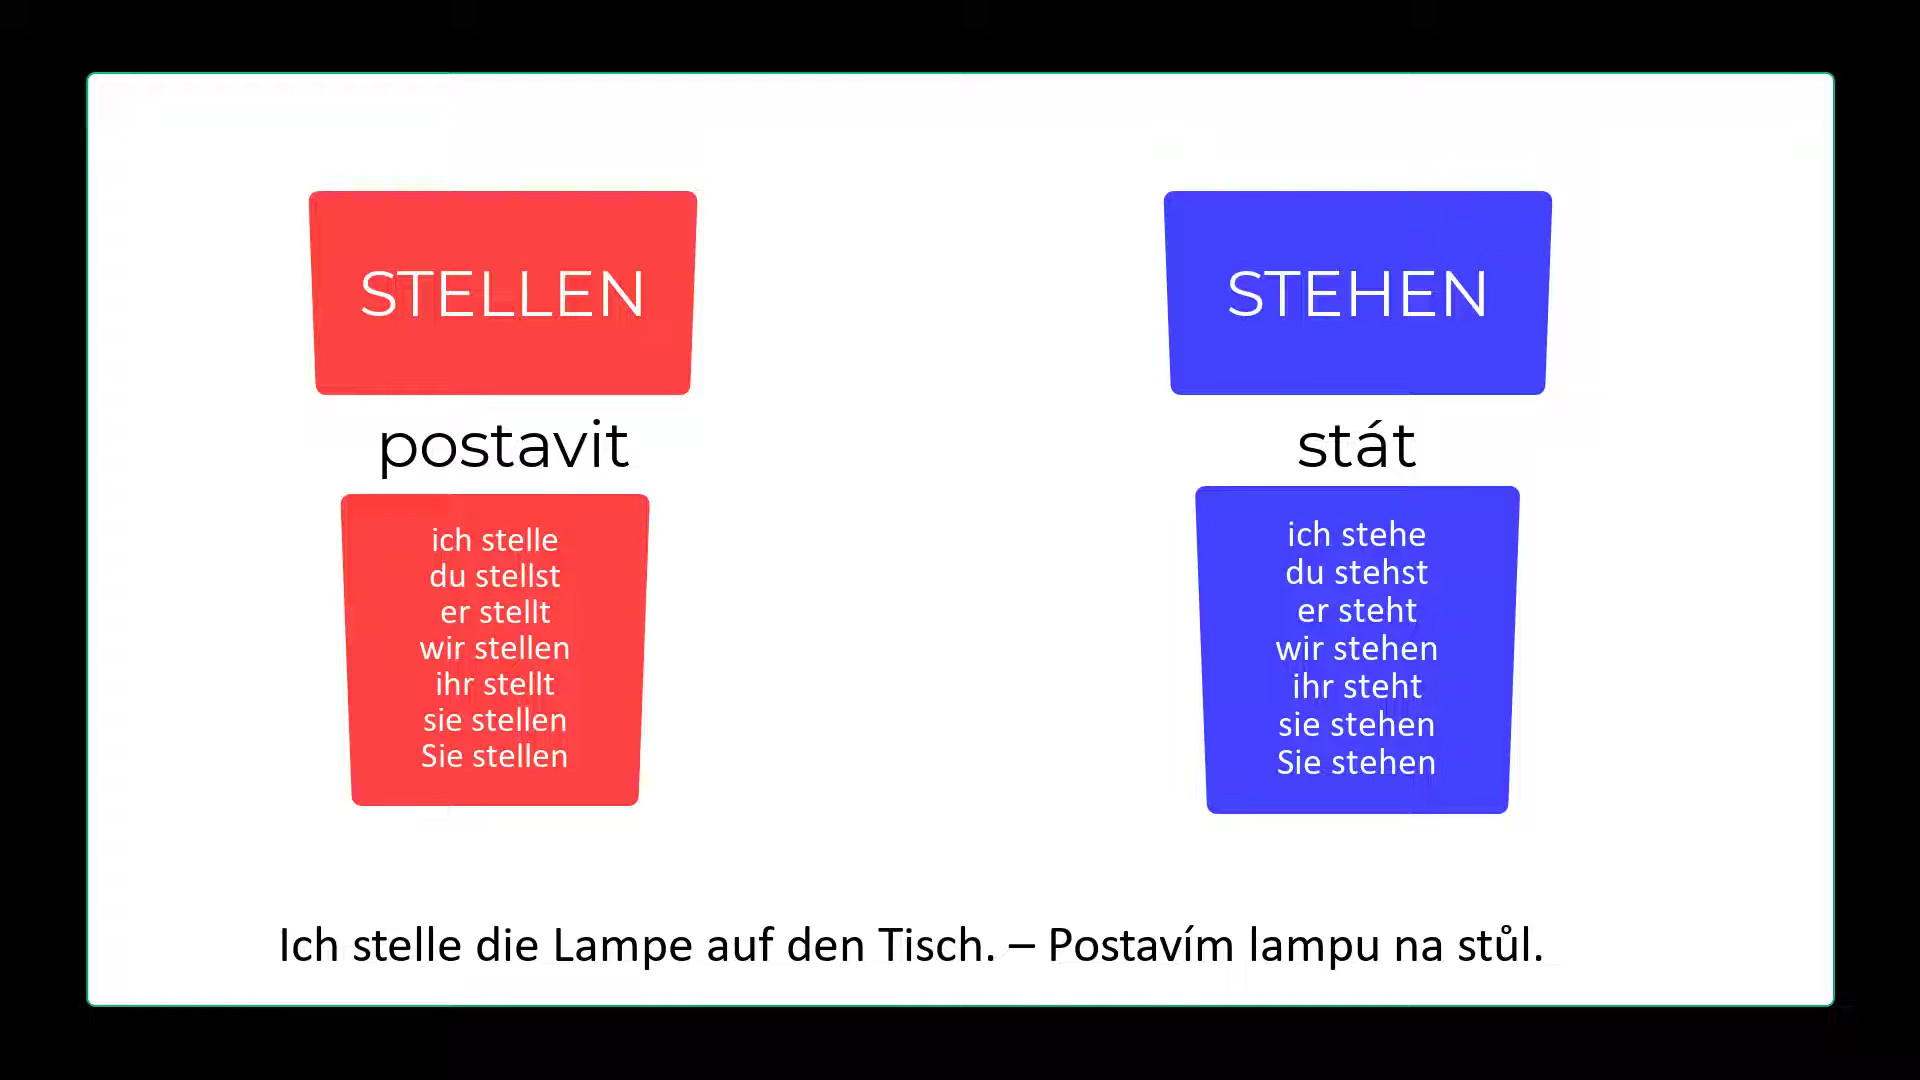 STELLEN
postavit
ich stelle
du stellst
er stellt
wir stellen
ihr stellt
sie stellen
Sie stellen
STEHEN
stát
ich stehe
du stehst
er steht
wir stehen
ihr steht
sie stehen
Sie stehen
Ich stelle die Lampe auf den Tisch. – Postavím lampu na stůl.